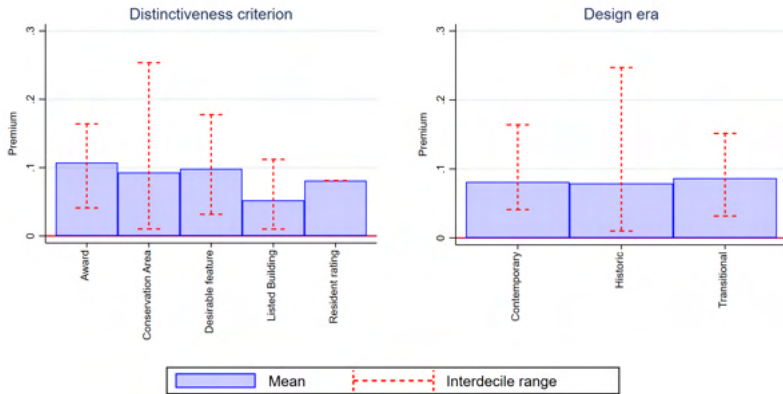 Distinctiveness criterion
Premium
.3
.2
.1
0
Award
Conservation Area
Desirable feature
Listed Building
Resident rating
Design era
Premium
.3
.2
.1
0
Contemporary
Historic
Transitional
Mean
Interdecile range